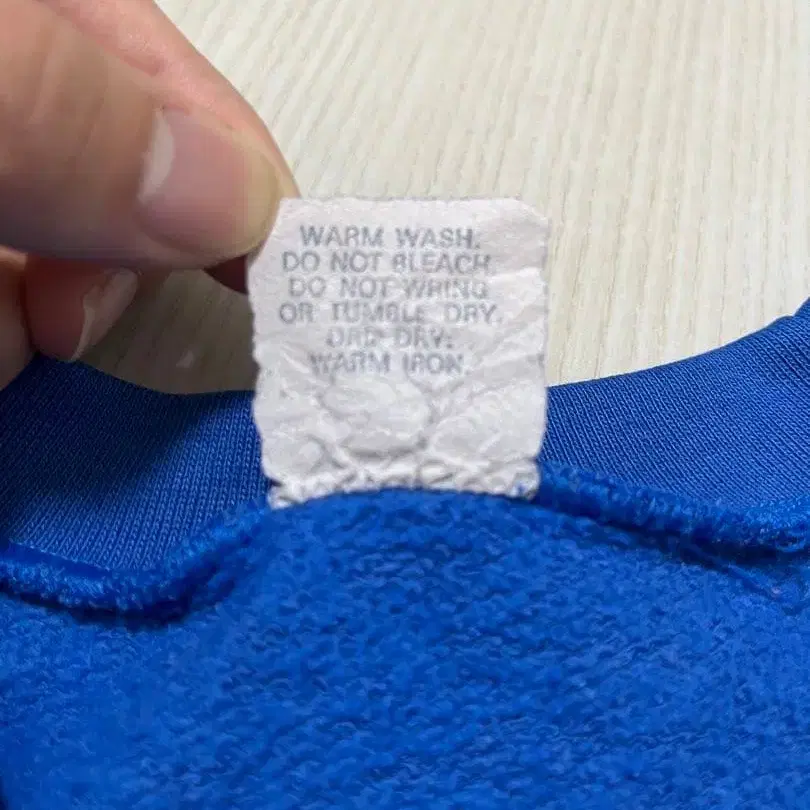 WARM WASH.
DO NOT BLEACH.
DO NOT WRING
OR TUMBLE DRY.
DRIP DRY.
WARM IRON.